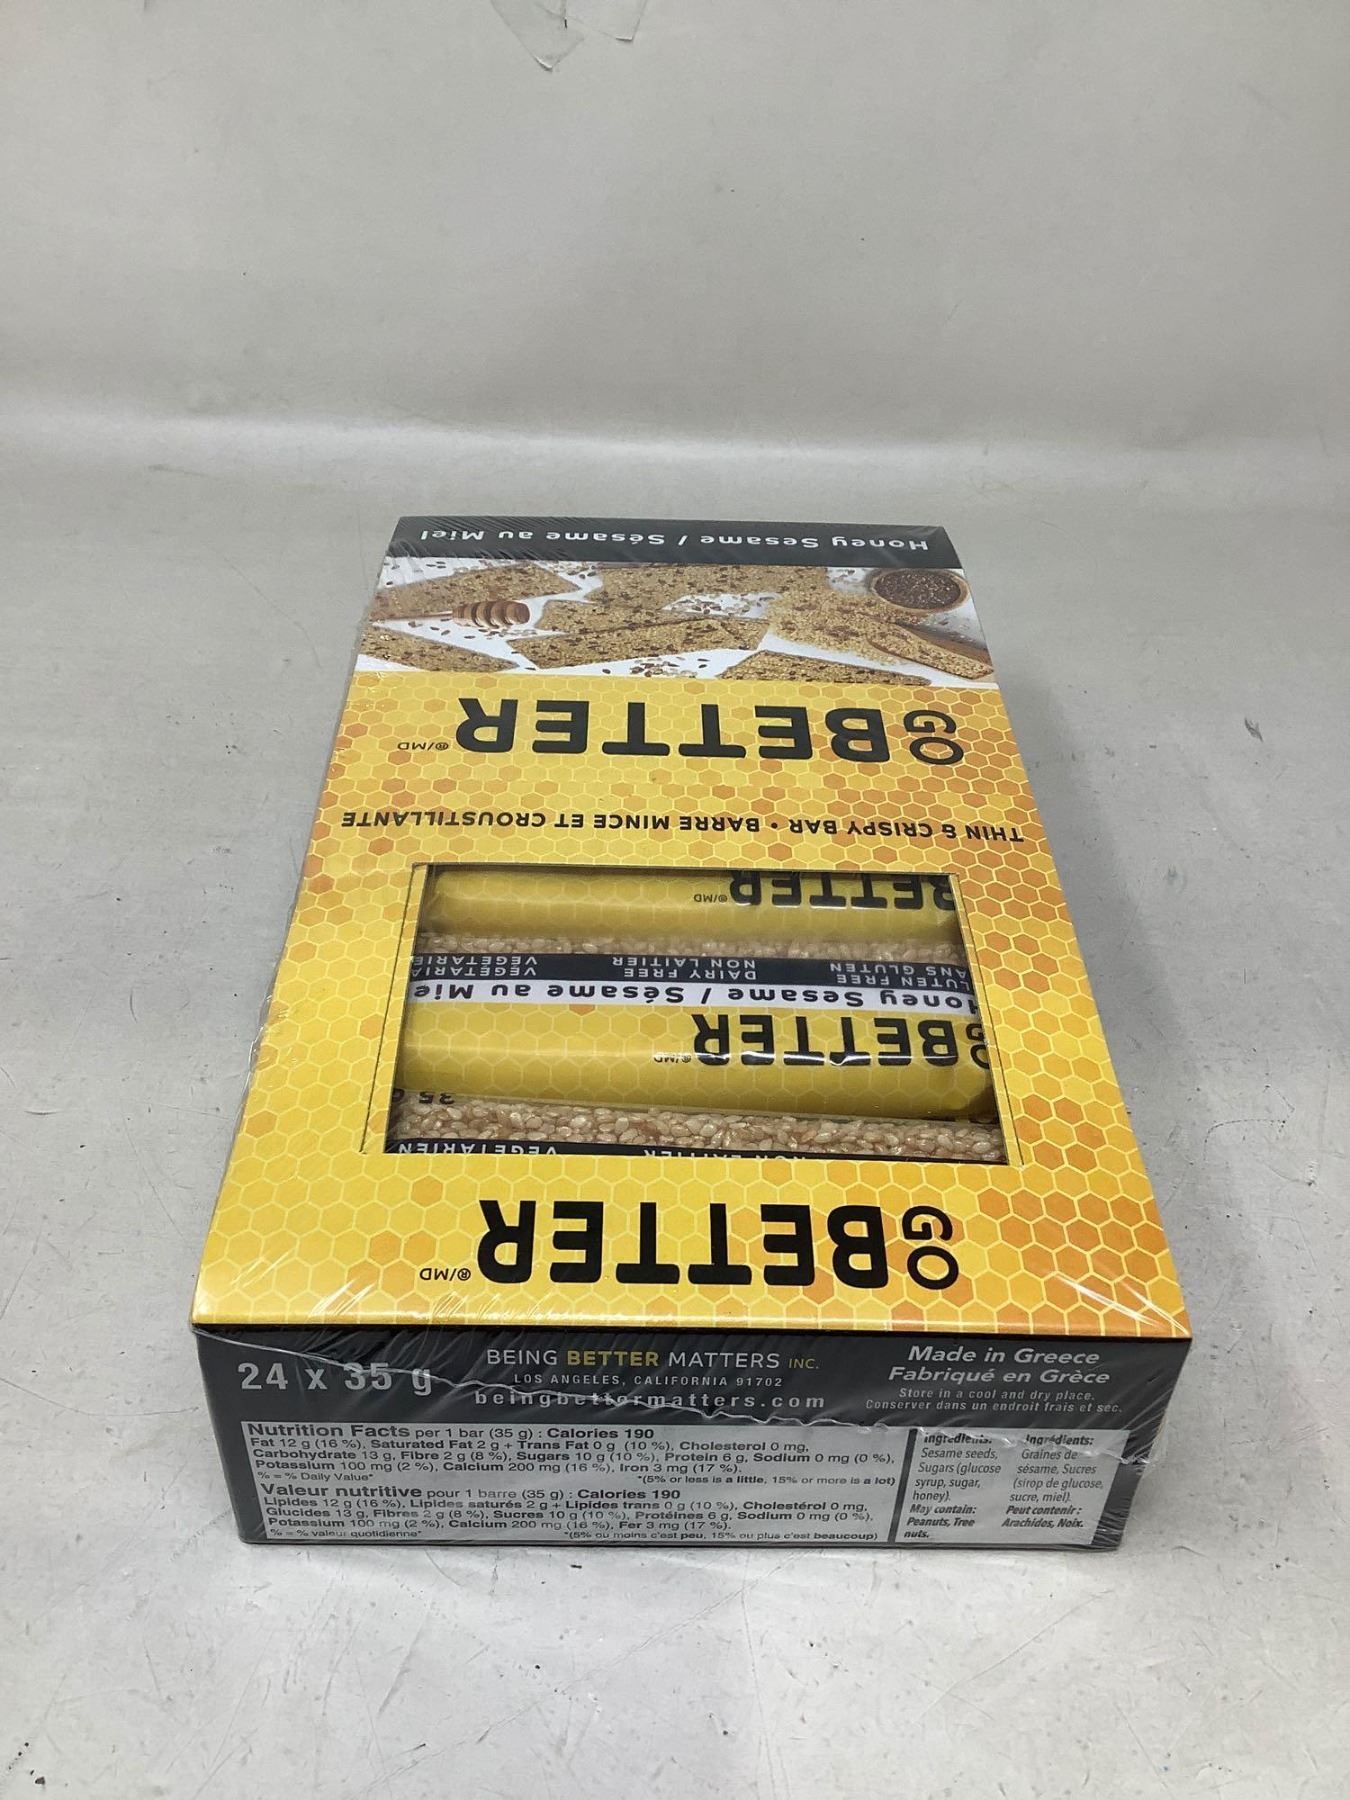 Honey Sesame / Sésame au Miel
GO
BETTER ®/MD
THIN & CRISPY BAR • BARRE MINCE ET CROUSTILLANTE
BETTER ®/MD
DAIRY FREE
NON LAITIER
GLUTEN
Sesame / Sésame au
BETTER ®/MD
35
VEGETARIEN
GO
BETTER ®/MD
24 x 35 g
BEING BETTER MATTERS INC.
LOS ANGELES, CALIFORNIA 91702
beingbettermatters.com
Made in Greece
Fabriqué en Grèce
Store in a cool and dry place.
Conserver dans un endroit frais et sec.
Nutrition Facts per 1 bar (35 g) : Calories 190
Fat 12 g (16 %), Saturated Fat 2 g + Trans Fat 0 g (10 %), Cholesterol 0 mg,
Carbohydrate 13 g, Fibre 2 g (8 %), Sugars 10 g (10 %), Protein 6 g, Sodium 0 mg (0 %),
Potassium 100 mg (2 %), Calcium 200 mg (16 %), Iron 3 mg (17 %).
% = % Daily Value* *(5% or less is a little, 15% or more is a lot)
Valeur nutritive pour 1 barre (35 g) : Calories 190
Lipides 12 g (16 %), Lipides saturés 2 g + Lipides trans 0 g (10 %), Cholestérol 0 mg,
Glucides 13 g, Fibres 2 g (8 %), Sucres 10 g (10 %), Protéines 6 g, Sodium 0 mg (0 %),
Potassium 100 mg (2 %), Calcium 200 mg (16 %), Fer 3 mg (17 %).
% = % valeur quotidienne* *(5% ou moins c'est peu, 15% ou plus c'est beaucoup)
Ingredients:
Sesame seeds,
Sugars (glucose
syrup, sugar,
honey).
May contain:
Peanuts, Tree
nuts.
Ingrédients:
Graines de
sésame, Sucres
(sirop de glucose,
sucre, miel).
Peut contenir :
Arachides, Noix.